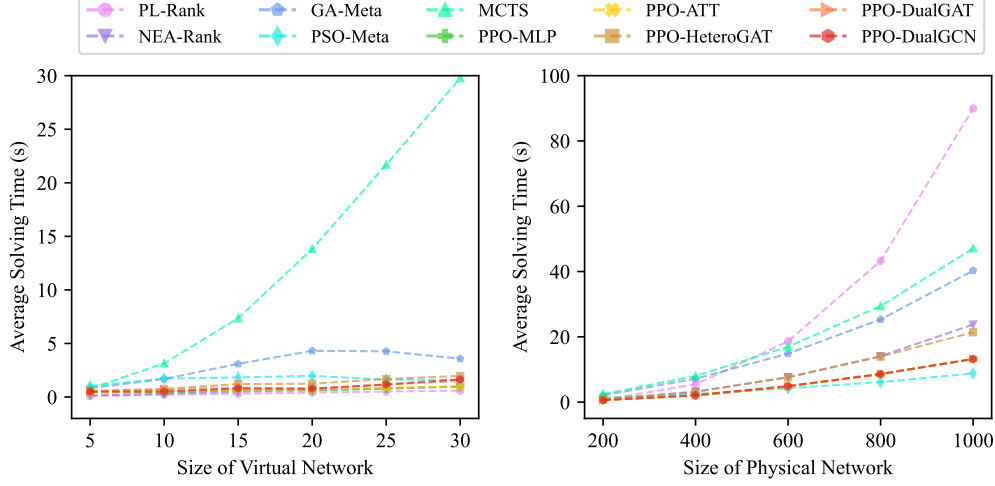 PL-Rank GA-Meta MCTS PPO-ATT PPO-DualGAT
NEA-Rank PSO-Meta PPO-MLP PPO-HeteroGAT PPO-DualGCN
Average Solving Time (s)
30
25
20
15
10
5
0
5 10 15 20 25 30
Size of Virtual Network
Average Solving Time (s)
100
80
60
40
20
0
200 400 600 800 1000
Size of Physical Network